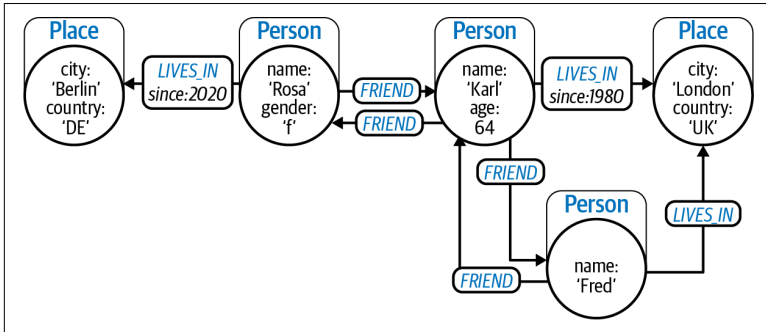 Place
city:
'Berlin'
country:
'DE'
LIVES_IN
since:2020
Person
name:
'Rosa'
gender:
'f'
FRIEND
FRIEND
Person
name:
'Karl'
age:
64
LIVES_IN
since:1980
Place
city:
'London'
country:
'UK'
FRIEND
FRIEND
Person
name:
'Fred'
LIVES_IN